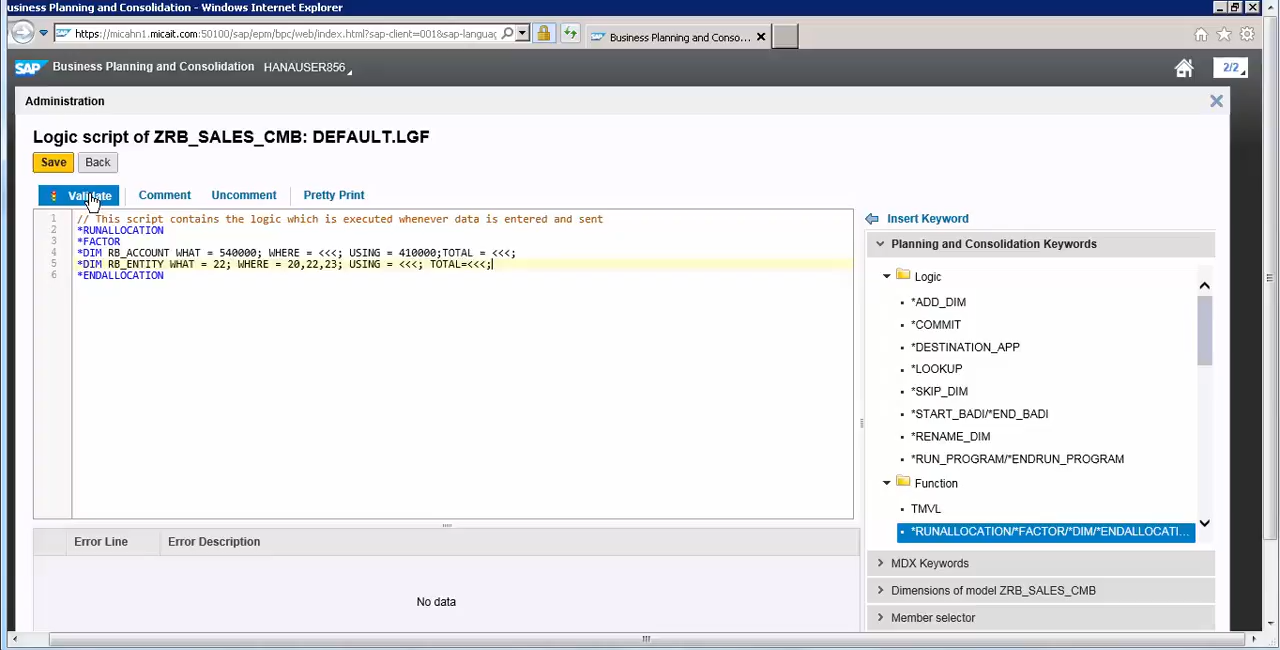 usiness Planning and Consolidation - Windows Internet Explorer
https://micahn1.micait.com:50100/sap/epm/bpc/web/index.html?sap-client=001&sap-languag
Business Planning and Conso...
SAP Business Planning and Consolidation HANAUSER856
2/2
Administration
Logic script of ZRB_SALES_CMB: DEFAULT.LGF
Save Back
Validate Comment Uncomment Pretty Print
1 // This script contains the logic which is executed whenever data is entered and sent
2 *RUNALLOCATION
3 *FACTOR
4 *DIM RB_ACCOUNT WHAT = 540000; WHERE = <<<; USING = 410000;TOTAL = <<<;
5 *DIM RB_ENTITY WHAT = 22; WHERE = 20,22,23; USING = <<<; TOTAL=<<<;
6 *ENDALLOCATION
Error Line Error Description
No data
Insert Keyword
Planning and Consolidation Keywords
Logic
*ADD_DIM
*COMMIT
*DESTINATION_APP
*LOOKUP
*SKIP_DIM
*START_BADI/*END_BADI
*RENAME_DIM
*RUN_PROGRAM/*ENDRUN_PROGRAM
Function
TMVL
*RUNALLOCATION/*FACTOR/*DIM/*ENDALLOCATI...
MDX Keywords
Dimensions of model ZRB_SALES_CMB
Member selector